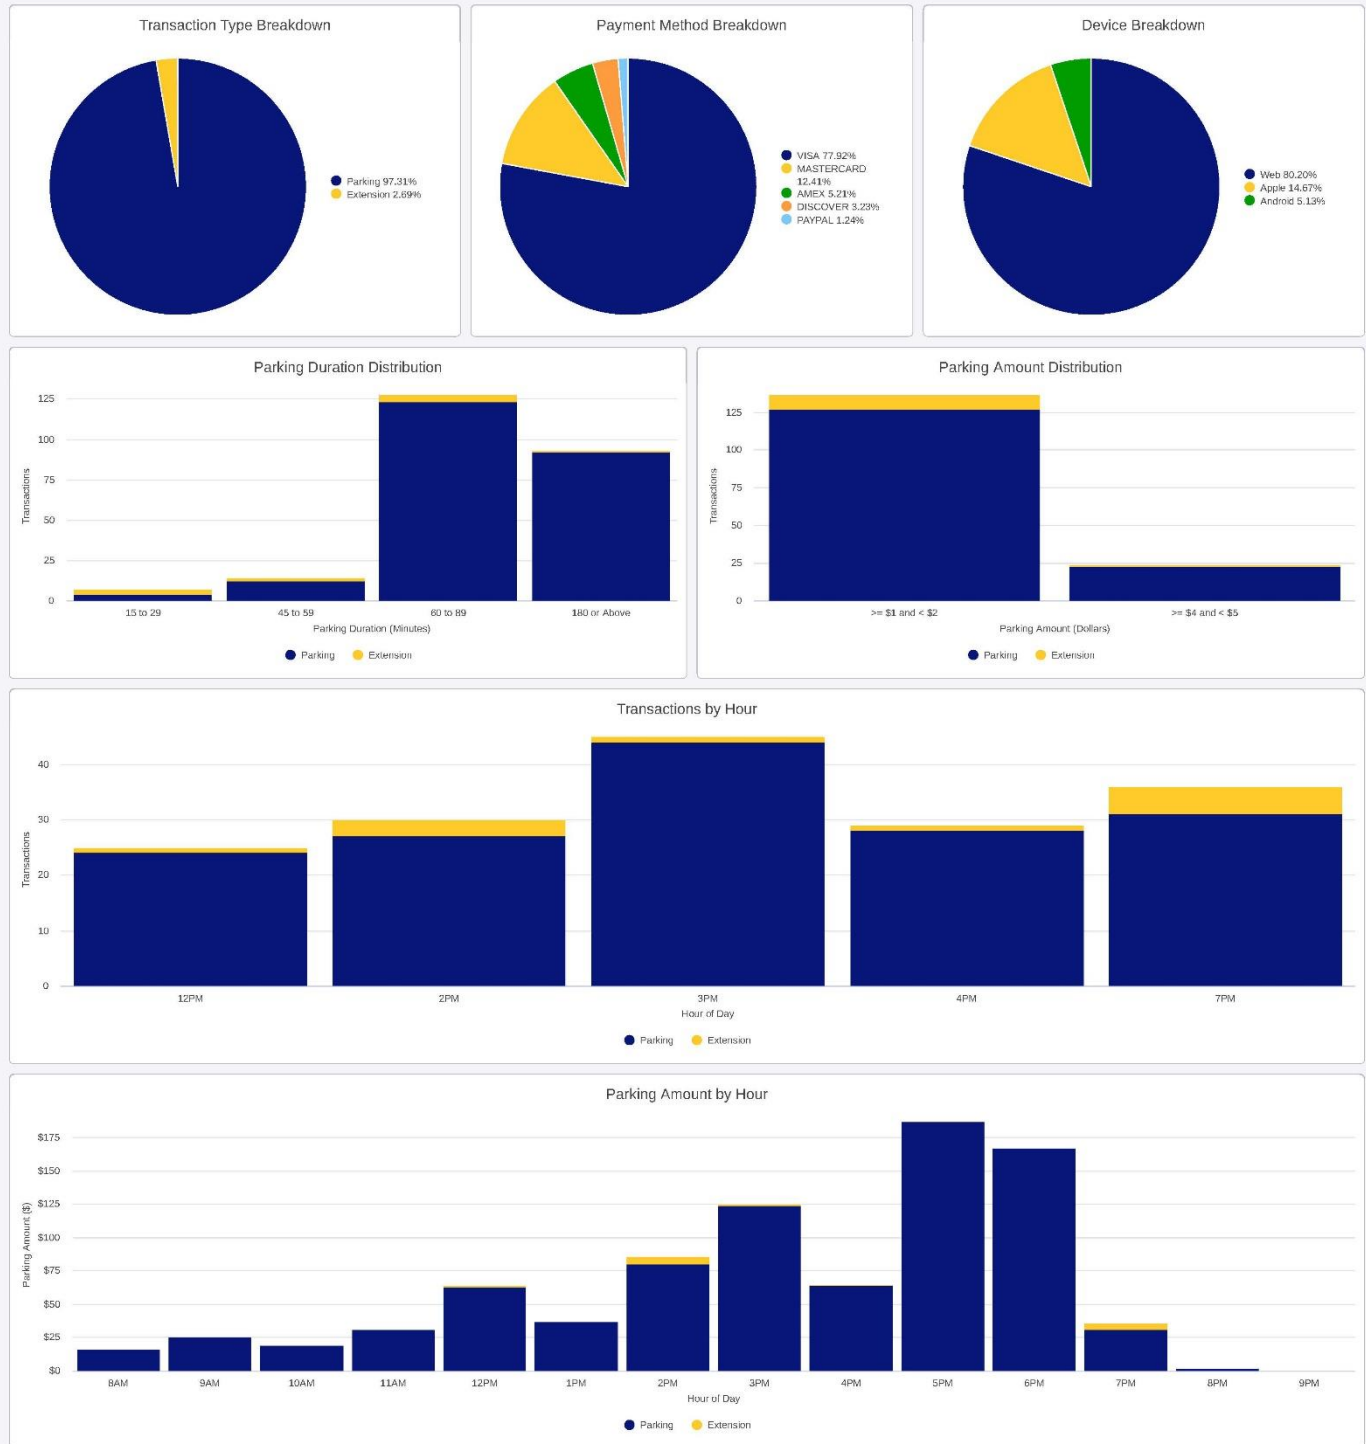 Transaction Type Breakdown
Parking 97.31%
Extension 2.69%
Payment Method Breakdown
VISA 77.92%
MASTERCARD
12.41%
AMEX 5.21%
DISCOVER 3.23%
PAYPAL 1.24%
Device Breakdown
Web 80.20%
Apple 14.67%
Android 5.13%
Parking Duration Distribution
Transactions
125
100
75
50
25
0
15 to 29
45 to 59
60 to 89
180 or Above
Parking Duration (Minutes)
Parking
Extension
Parking Amount Distribution
Transactions
125
100
75
50
25
0
>= $1 and < $2
>= $4 and < $5
Parking Amount (Dollars)
Parking
Extension
Transactions by Hour
Transactions
40
30
20
10
0
12PM
2PM
3PM
4PM
7PM
Hour of Day
Parking
Extension
Parking Amount by Hour
Parking Amount ($)
$175
$150
$125
$100
$75
$50
$25
$0
8AM
9AM
10AM
11AM
12PM
1PM
2PM
3PM
4PM
5PM
6PM
7PM
8PM
9PM
Hour of Day
Parking
Extension